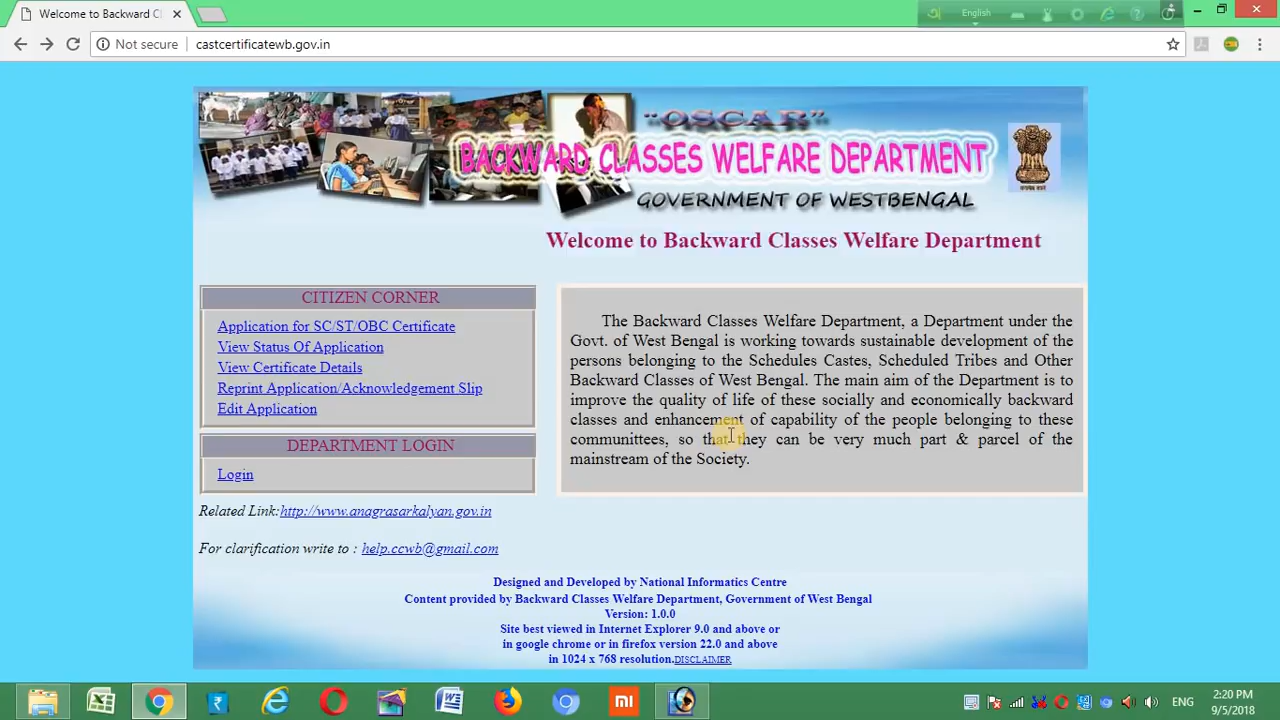 Welcome to Backward Cl
English
Not secure
castcertificatewb.gov.in
"OSCAR"
BACKWARD CLASSES WELFARE DEPARTMENT
GOVERNMENT OF WESTBENGAL
Welcome to Backward Classes Welfare Department
CITIZEN CORNER
Application for SC/ST/OBC Certificate
View Status Of Application
View Certificate Details
Reprint Application/Acknowledgement Slip
Edit Application
DEPARTMENT LOGIN
Login
Related Link:http://www.anagrasarkalyan.gov.in
For clarification write to : help.ccwb@gmail.com
The Backward Classes Welfare Department, a Department under the
Govt. of West Bengal is working towards sustainable development of the
persons belonging to the Schedules Castes, Scheduled Tribes and Other
Backward Classes of West Bengal. The main aim of the Department is to
improve the quality of life of these socially and economically backward
classes and enhancement of capability of the people belonging to these
communittees, so that they can be very much part & parcel of the
mainstream of the Society.
Designed and Developed by National Informatics Centre
Content provided by Backward Classes Welfare Department, Government of West Bengal
Version: 1.0.0
Site best viewed in Internet Explorer 9.0 and above or
in google chrome or in firefox version 22.0 and above
in 1024 x 768 resolution.DISCLAIMER
ENG
2:20 PM
9/5/2018